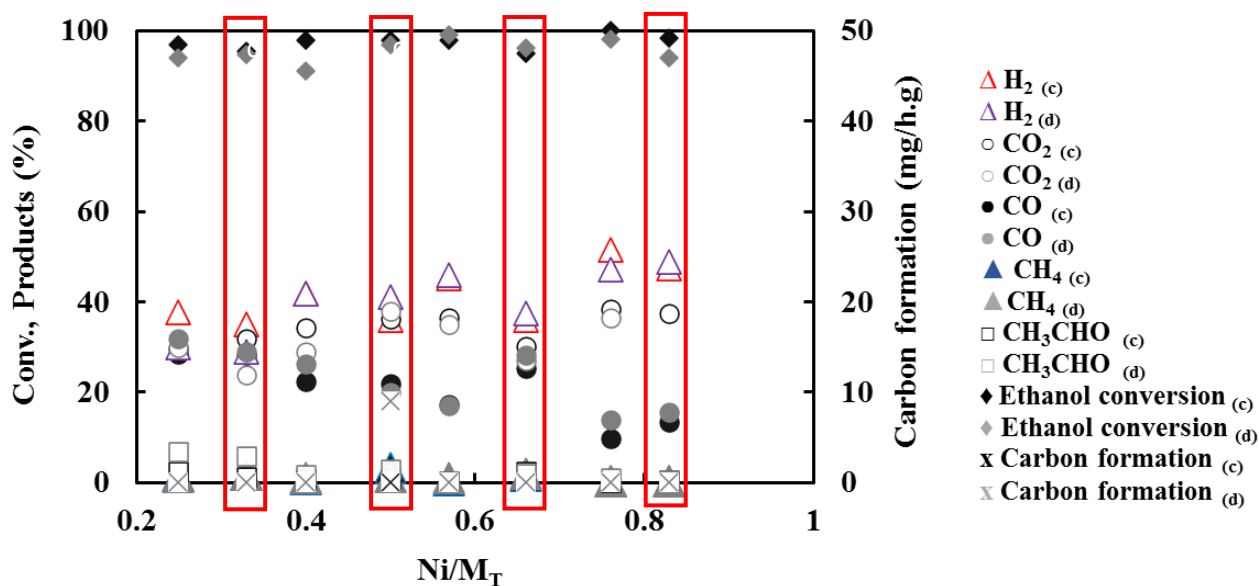 Conv., Products (%)
100
80
60
40
20
0
0.2
0.4
0.6
0.8
1
Ni/M_T
50
40
30
20
10
0
Carbon formation (mg/h.g)
H₂ (c)
H₂ (d)
CO₂ (c)
CO₂ (d)
CO (c)
CO (d)
CH₄ (c)
CH₄ (d)
CH₃CHO (c)
CH₃CHO (d)
Ethanol conversion (c)
Ethanol conversion (d)
x Carbon formation (c)
x Carbon formation (d)